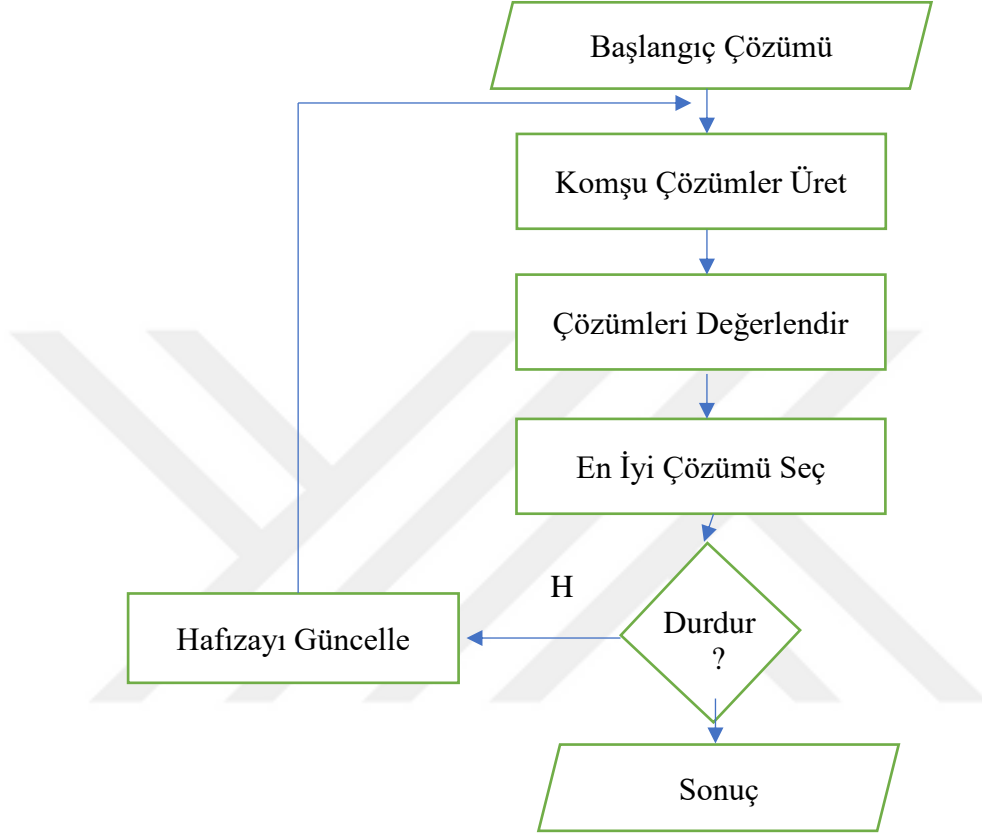 Başlangıç Çözümü
Komşu Çözümler Üret
Çözümleri Değerlendir
En İyi Çözümü Seç
H
Durdur
?
Hafızayı Güncelle
Sonuç